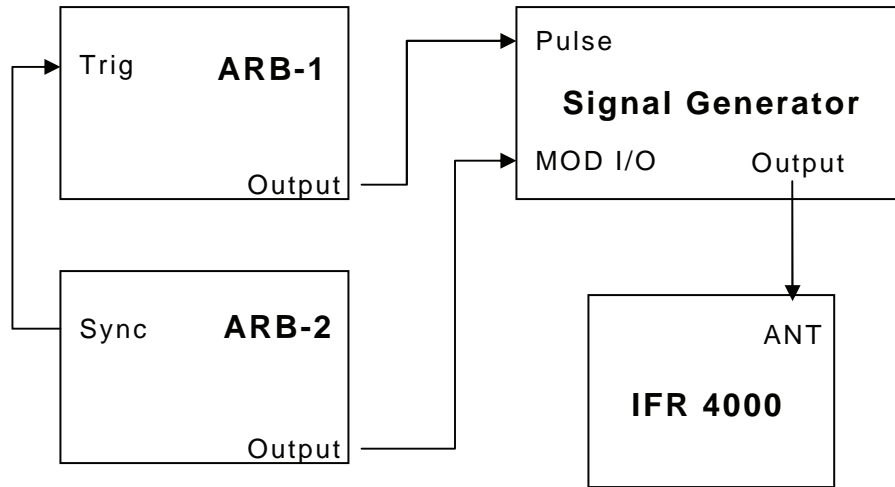 Trig
ARB-1
Output
Pulse
Signal Generator
MOD I/O
Output
Sync
ARB-2
Output
ANT
IFR 4000